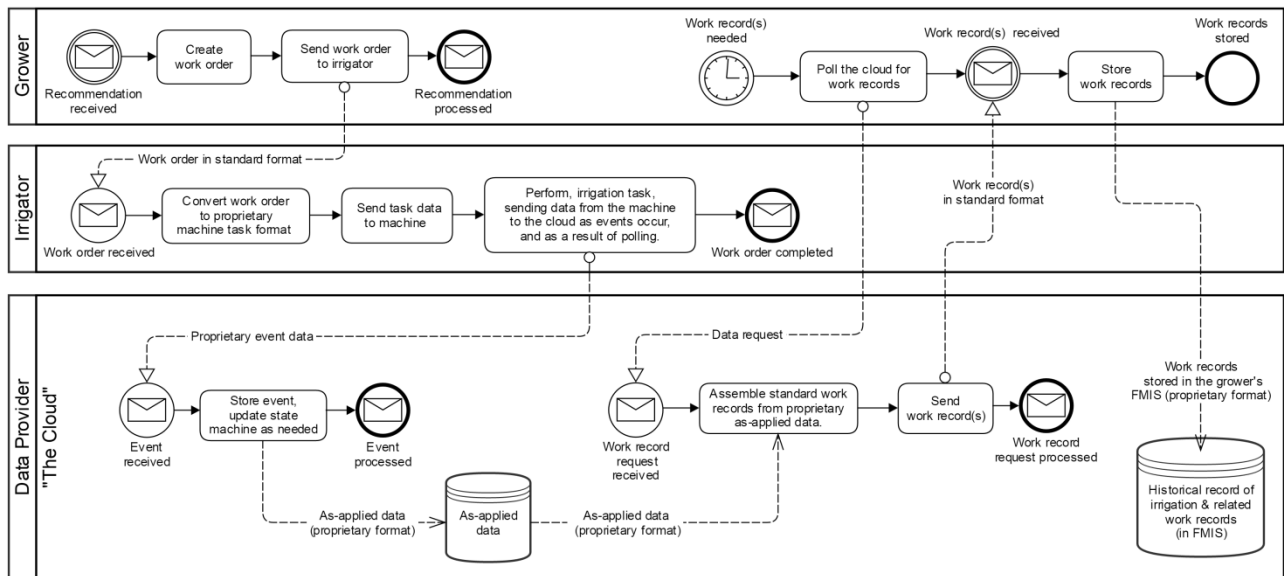 Grower
Recommendation
received
Create
work order
Send work order
to irrigator
Recommendation
processed
Work record(s)
needed
Poll the cloud for
work records
Work record(s) received
Store
work records
Work records
stored
Irrigator
Work order in standard format
Work order received
Convert work order
to proprietary
machine task format
Send task data
to machine
Perform, irrigation task,
sending data from the machine
to the cloud as events occur,
and as a result of polling.
Work order completed
Work record(s)
in standard format
Data Provider
"The Cloud"
Proprietary event data
Event
received
Store event,
update state
machine as needed
Event
processed
As-applied data
(proprietary format)
As-applied
data
As-applied data
(proprietary format)
Data request
Work record
request
received
Assemble standard work
records from proprietary
as-applied data.
Send
work record(s)
Work record
request processed
Work records
stored in the grower's
FMIS (proprietary format)
Historical record of
irrigation & related
work records
(in FMIS)